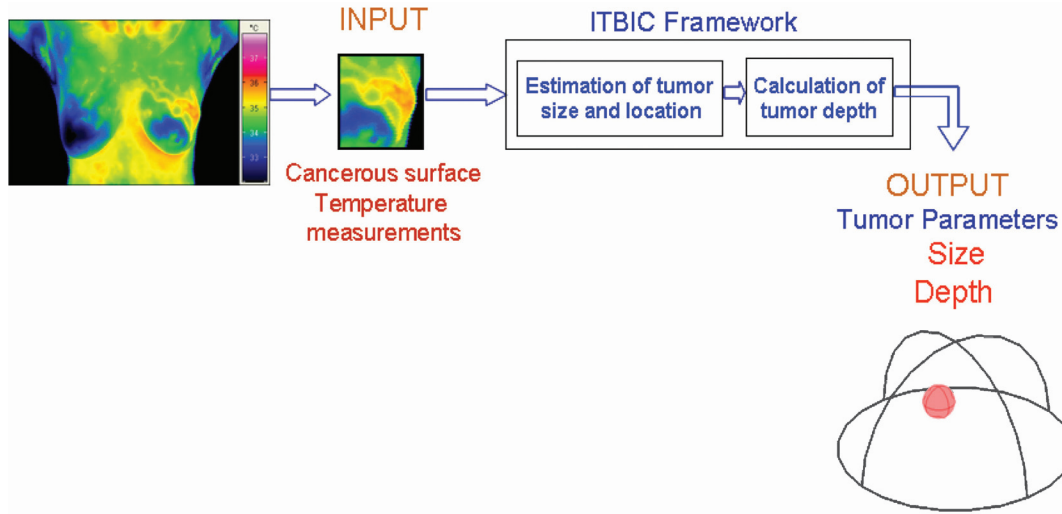 °C
37
36
35
34
33
INPUT
Cancerous surface
Temperature
measurements
ITBIC Framework
Estimation of tumor
size and location
Calculation of
tumor depth
OUTPUT
Tumor Parameters
Size
Depth